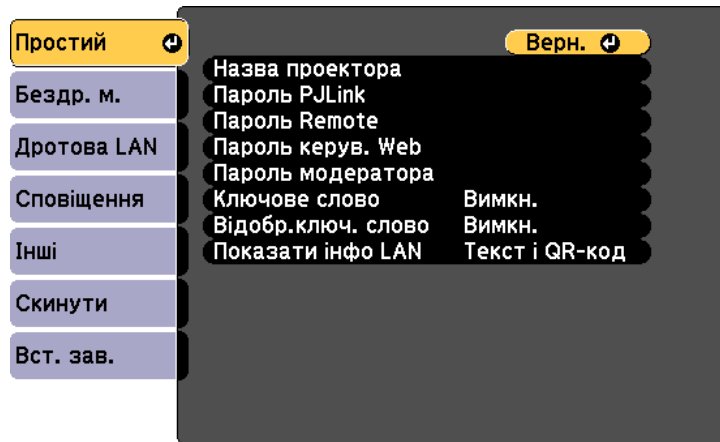 Простий
Верн.
Назва проектора
Пароль PJLink
Бездр. м.
Пароль Remote
Дротова LAN
Пароль керув. Web
Пароль модератора
Сповіщення
Ключове слово Вимкн.
Відобр.ключ. слово Вимкн.
Інші
Показати інфо LAN Текст і QR-код
Скинути
Вст. зав.